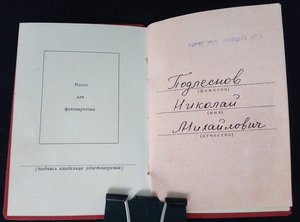 Место
для
фотокарточки
(подпись владельца удостоверения)
Подлеснов
(фамилия)
Николай
(имя)
Михайлович
(отчество)